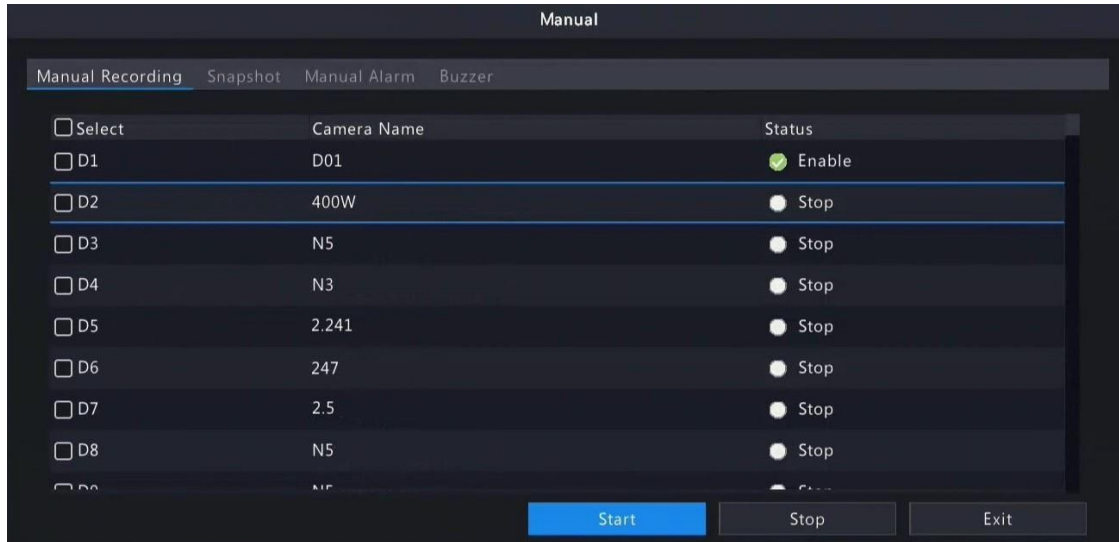 Manual
Manual Recording Snapshot Manual Alarm Buzzer
Select Camera Name Status
D1 D01 Enable
D2 400W Stop
D3 N5 Stop
D4 N3 Stop
D5 2.241 Stop
D6 247 Stop
D7 2.5 Stop
D8 N5 Stop
Start Stop Exit